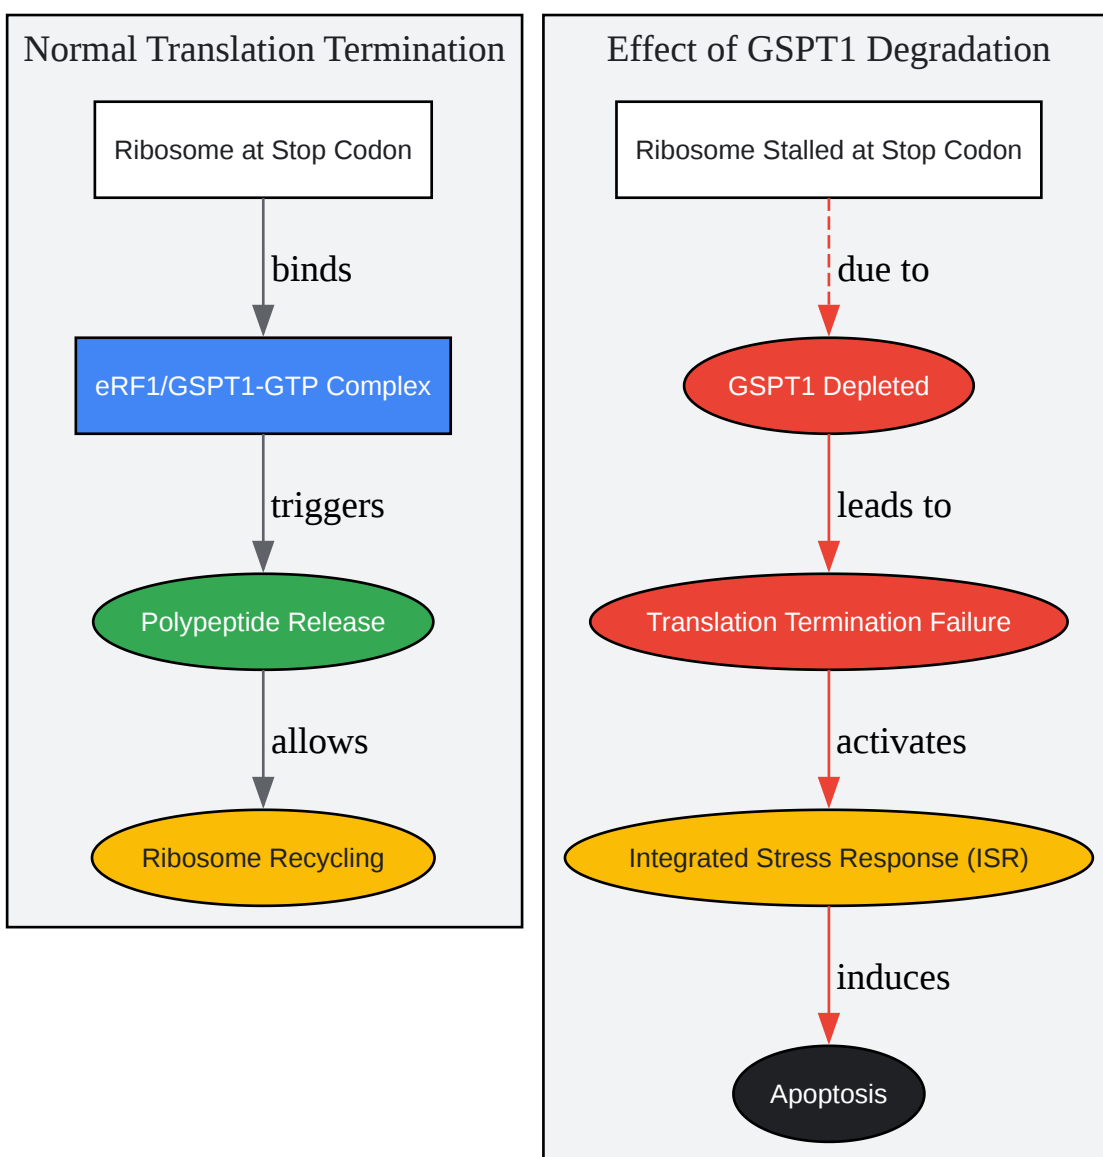 Normal Translation Termination
Ribosome at Stop Codon
binds
eRF1/GSPT1-GTP Complex
triggers
Polypeptide Release
allows
Ribosome Recycling
Effect of GSPT1 Degradation
Ribosome Stalled at Stop Codon
due to
GSPT1 Depleted
leads to
Translation Termination Failure
activates
Integrated Stress Response (ISR)
induces
Apoptosis